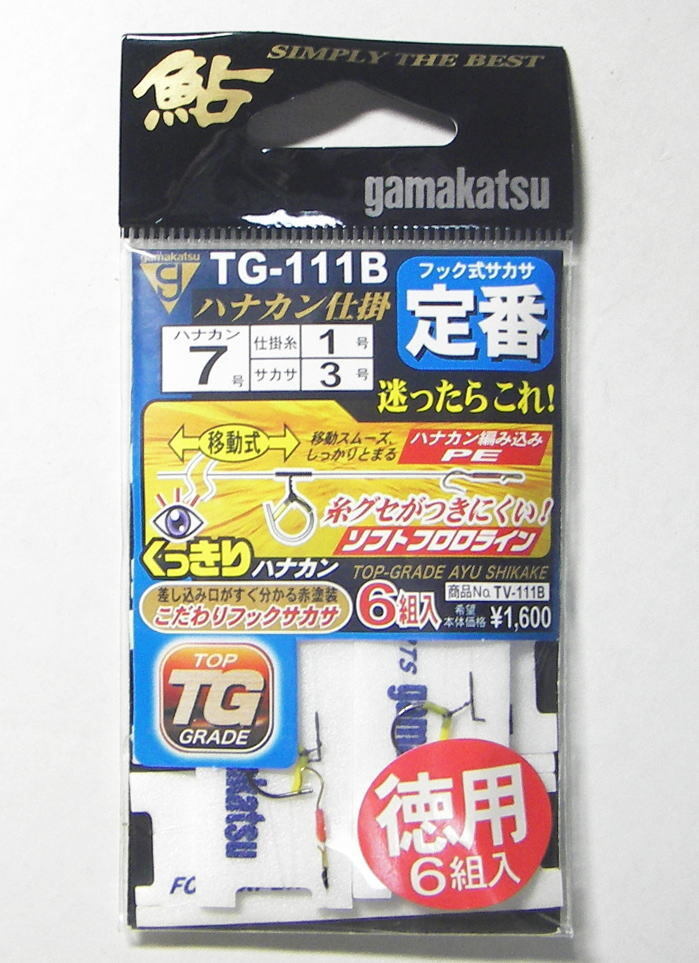 SIMPLY THE BEST
鮎
gamakatsu
gamakatsu
g
TG-111B
フック式サカサ
定番
ハナカン仕掛
ハナカン
7号
仕掛糸 1号
サカサ 3号
迷ったらこれ!
移動式
移動スムーズ、
しっかりとまる
ハナカン編み込み
PE
糸グセがつきにくい!
ソフトフロロライン
くっきり
ハナカン
TOP-GRADE AYU SHIKAKE
差し込み口がすぐ分かる赤塗装
こだわりフックサカサ
6組入
商品No. TV-111B
希望
本体価格 ¥1,600
TOP
TG
GRADE
gamakatsu
徳用
6組入